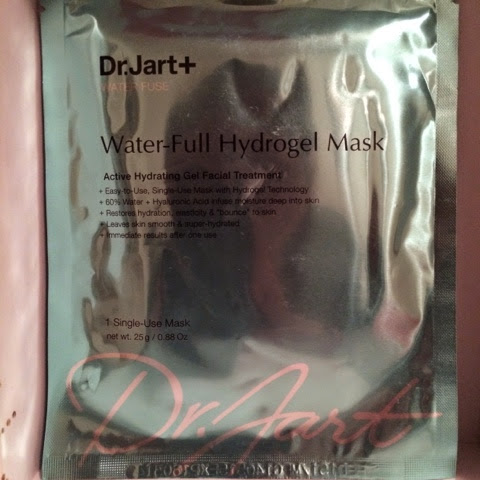 Dr.Jart+
WATER FUSE
Water-Full Hydrogel Mask
Active Hydrating Gel Facial Treatment
+ Easy-to-Use, Single-Use Mask with Hydrogel Technology
+ 60% Water + Hyaluronic Acid infuse moisture deep into skin
+ Restores hydration, elasticity & "bounce" to skin
+ Leaves skin smooth & super-hydrated
+ Immediate results after one use
1 Single-Use Mask
net wt. 25g / 0.88 Oz
Dr.Jart